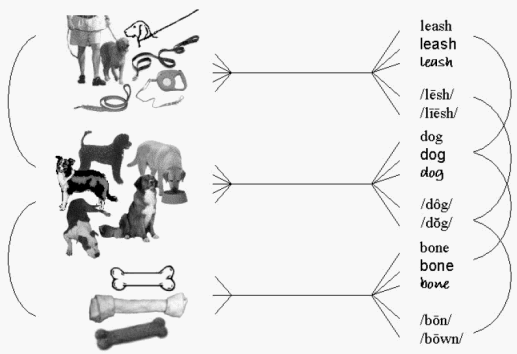 leash
leash
leash
/lēsh/
/līēsh/
dog
dog
dog
/dôg/
/dŏg/
bone
bone
bone
/bōn/
/bōwn/